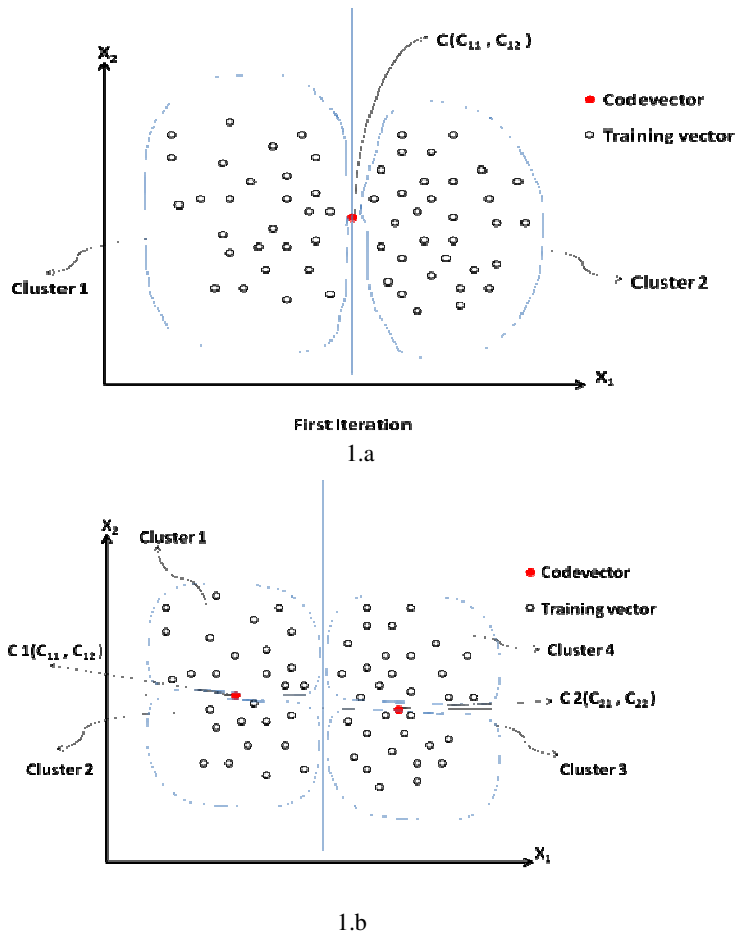 X₂
C(C₁₁ , C₁₂ )
Codevector
Training vector
Cluster 1
Cluster 2
X₁
First Iteration
1.a
X₂
Cluster 1
Codevector
Training vector
Cluster 4
C 1(C₁₁ , C₁₂)
C 2(C₂₁ , C₂₂)
Cluster 2
Cluster 3
X₁
1.b